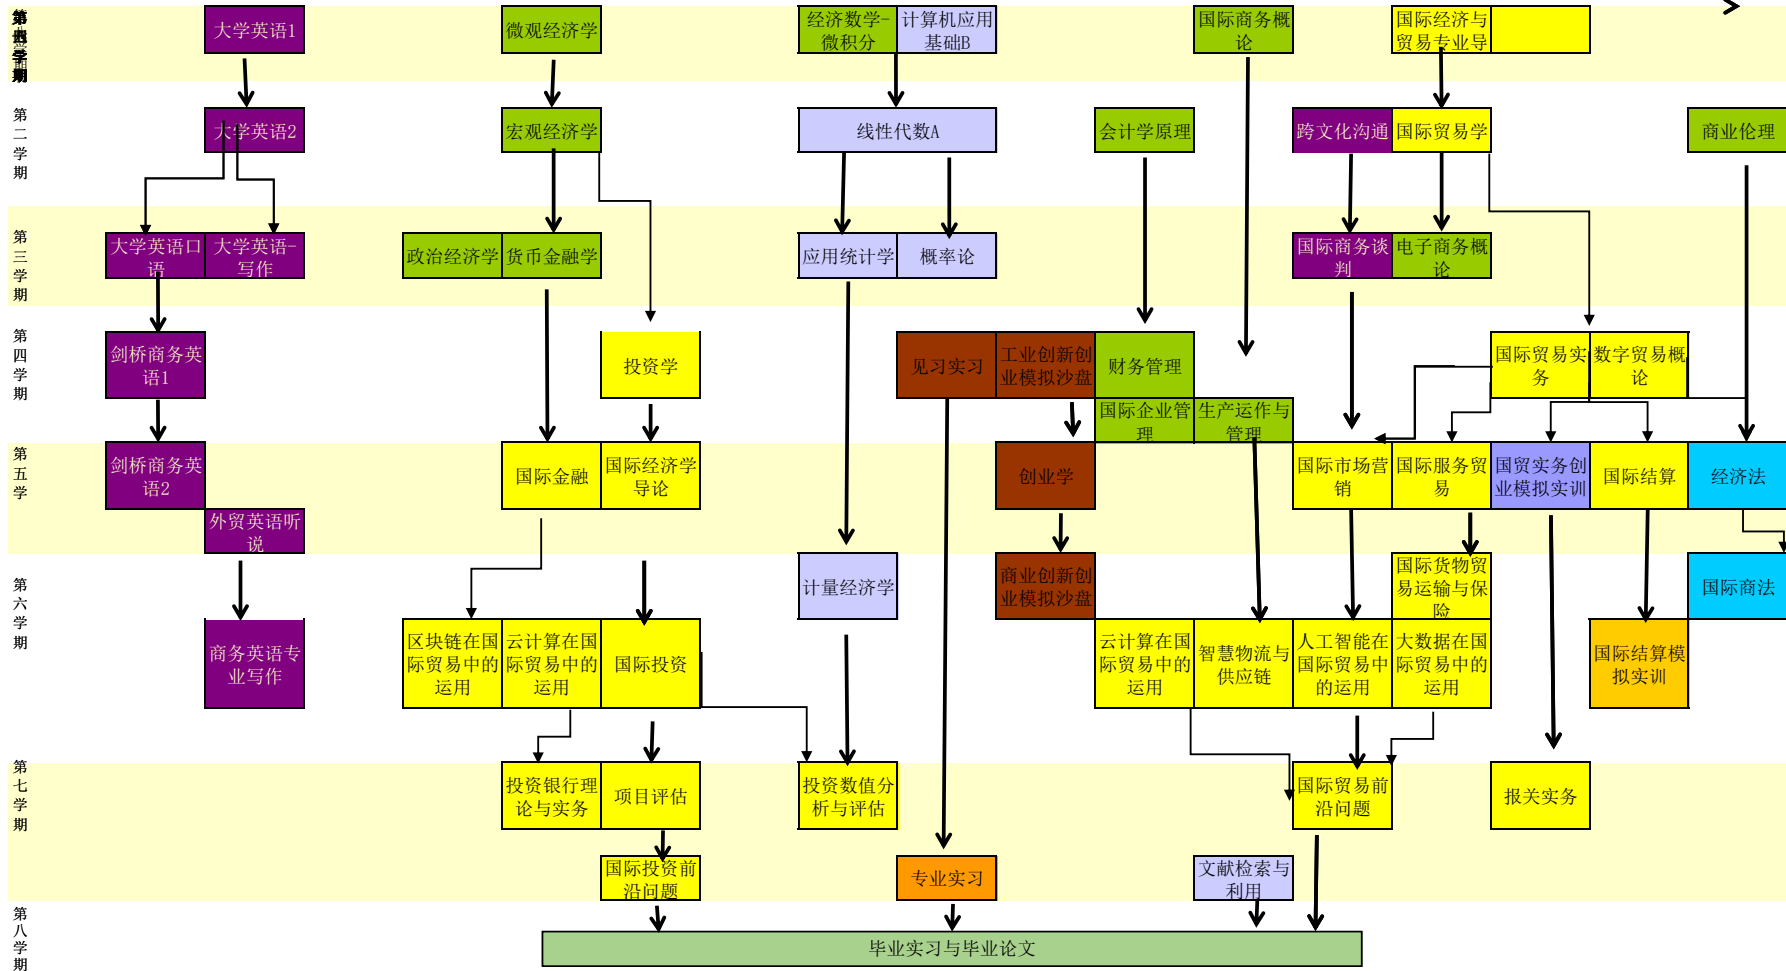 大学英语1
微观经济学
经济数学-
微积分
计算机应用
基础B
国际商务概
论
国际经济与
贸易专业导
第
二
学
期
大学英语2
宏观经济学
线性代数A
会计学原理
跨文化沟通
国际贸易学
商业伦理
第
三
学
期
大学英语口
语
大学英语-
写作
政治经济学
货币金融学
应用统计学
概率论
国际商务谈
判
电子商务概
论
第
四
学
期
剑桥商务英
语1
投资学
见习实习
工业创新创
业模拟沙盘
财务管理
国际贸易实
务
数字贸易概
论
国际企业管
理
生产运作与
管理
第
五
学
剑桥商务英
语2
国际金融
国际经济学
导论
创业学
国际市场营
销
国际服务贸
易
国贸实务创
业模拟实训
国际结算
经济法
外贸英语听
说
第
六
学
期
计量经济学
商业创新创
业模拟沙盘
国际货物贸
易运输与保
险
国际商法
商务英语专
业写作
区块链在国
际贸易中的
运用
云计算在国
际贸易中的
运用
国际投资
云计算在国
际贸易中的
运用
智慧物流与
供应链
人工智能在
国际贸易中
的运用
大数据在国
际贸易中的
运用
国际结算模
拟实训
第
七
学
期
投资银行理
论与实务
项目评估
投资数值分
析与评估
国际贸易前
沿问题
报关实务
国际投资前
沿问题
专业实习
文献检索与
利用
第
八
学
期
毕业实习与毕业论文